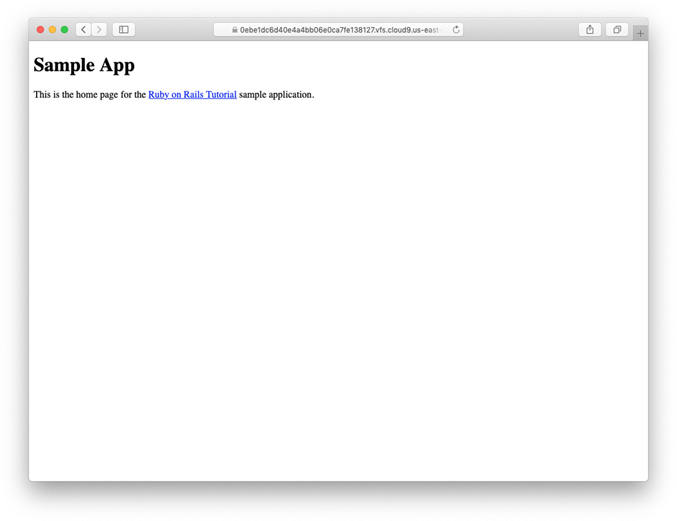 0ebe1dc6d40e4a4bb06e0ca7fe138127.vfs.cloud9.us-east-
Sample App
This is the home page for the Ruby on Rails Tutorial sample application.